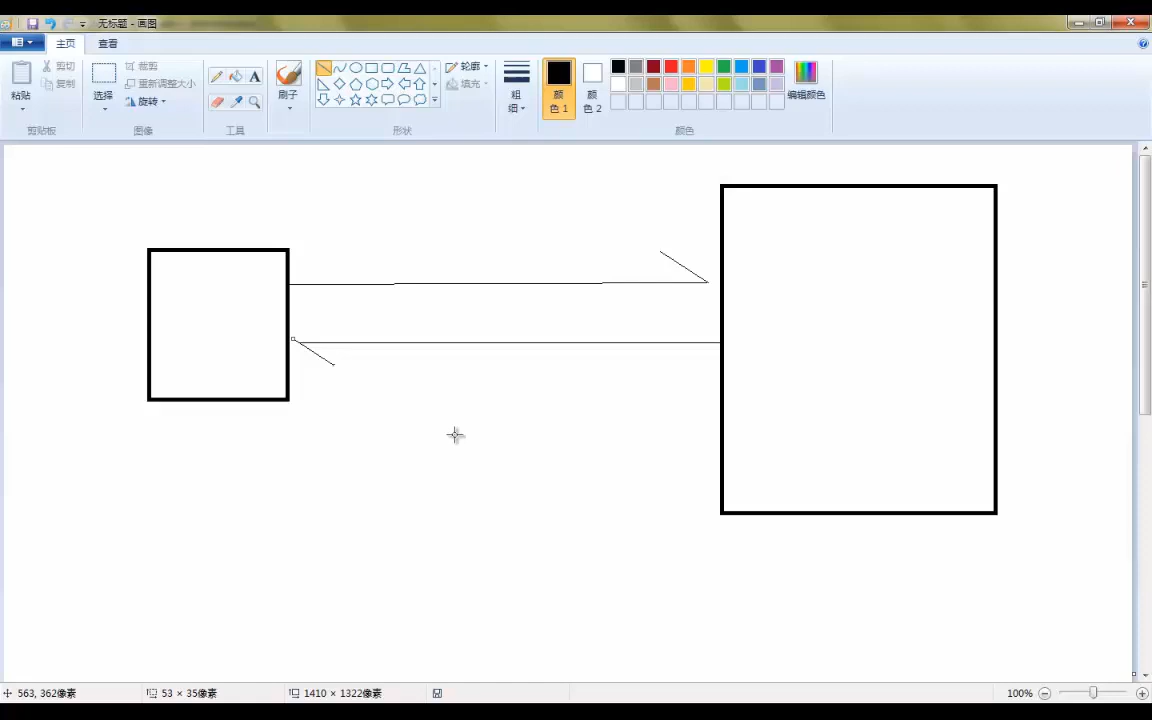 无标题 - 画图
主页 查看
粘贴
剪切
复制
剪贴板
选择
裁剪
重新调整大小
旋转
图像
A
工具
刷子
轮廓
填充
形状
粗
细
颜
色 1
颜
色 2
编辑颜色
颜色
563, 362像素 53 × 35像素 1410 × 1322像素 100%